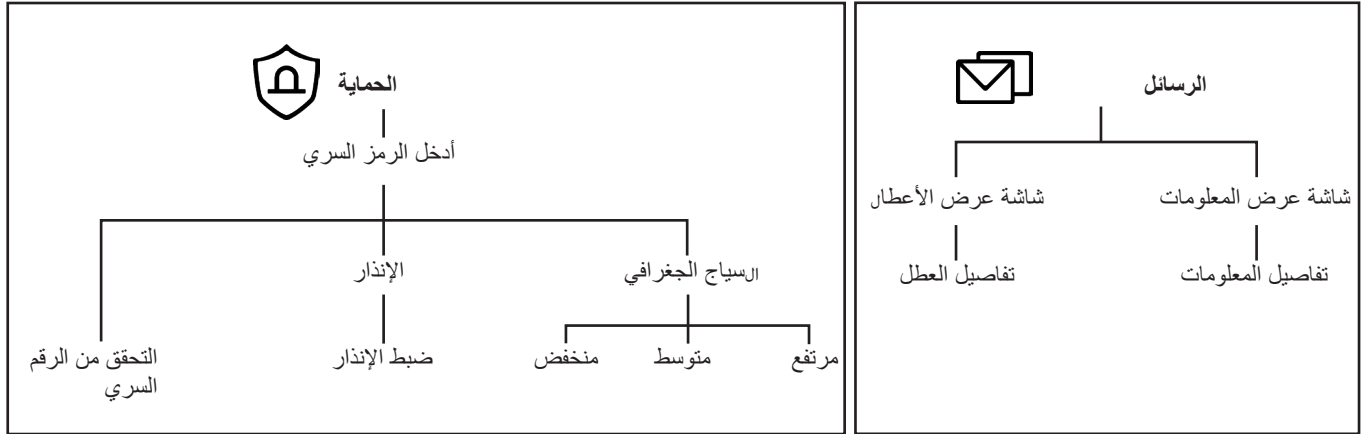 الرسائل
شاشة عرض المعلومات
شاشة عرض الأعطال
تفاصيل المعلومات
تفاصيل العطل
الحماية
أدخل الرمز السري
السياج الجغرافي
الإنذار
مرتفع
متوسط
منخفض
ضبط الإنذار
التحقق من الرقم
السري